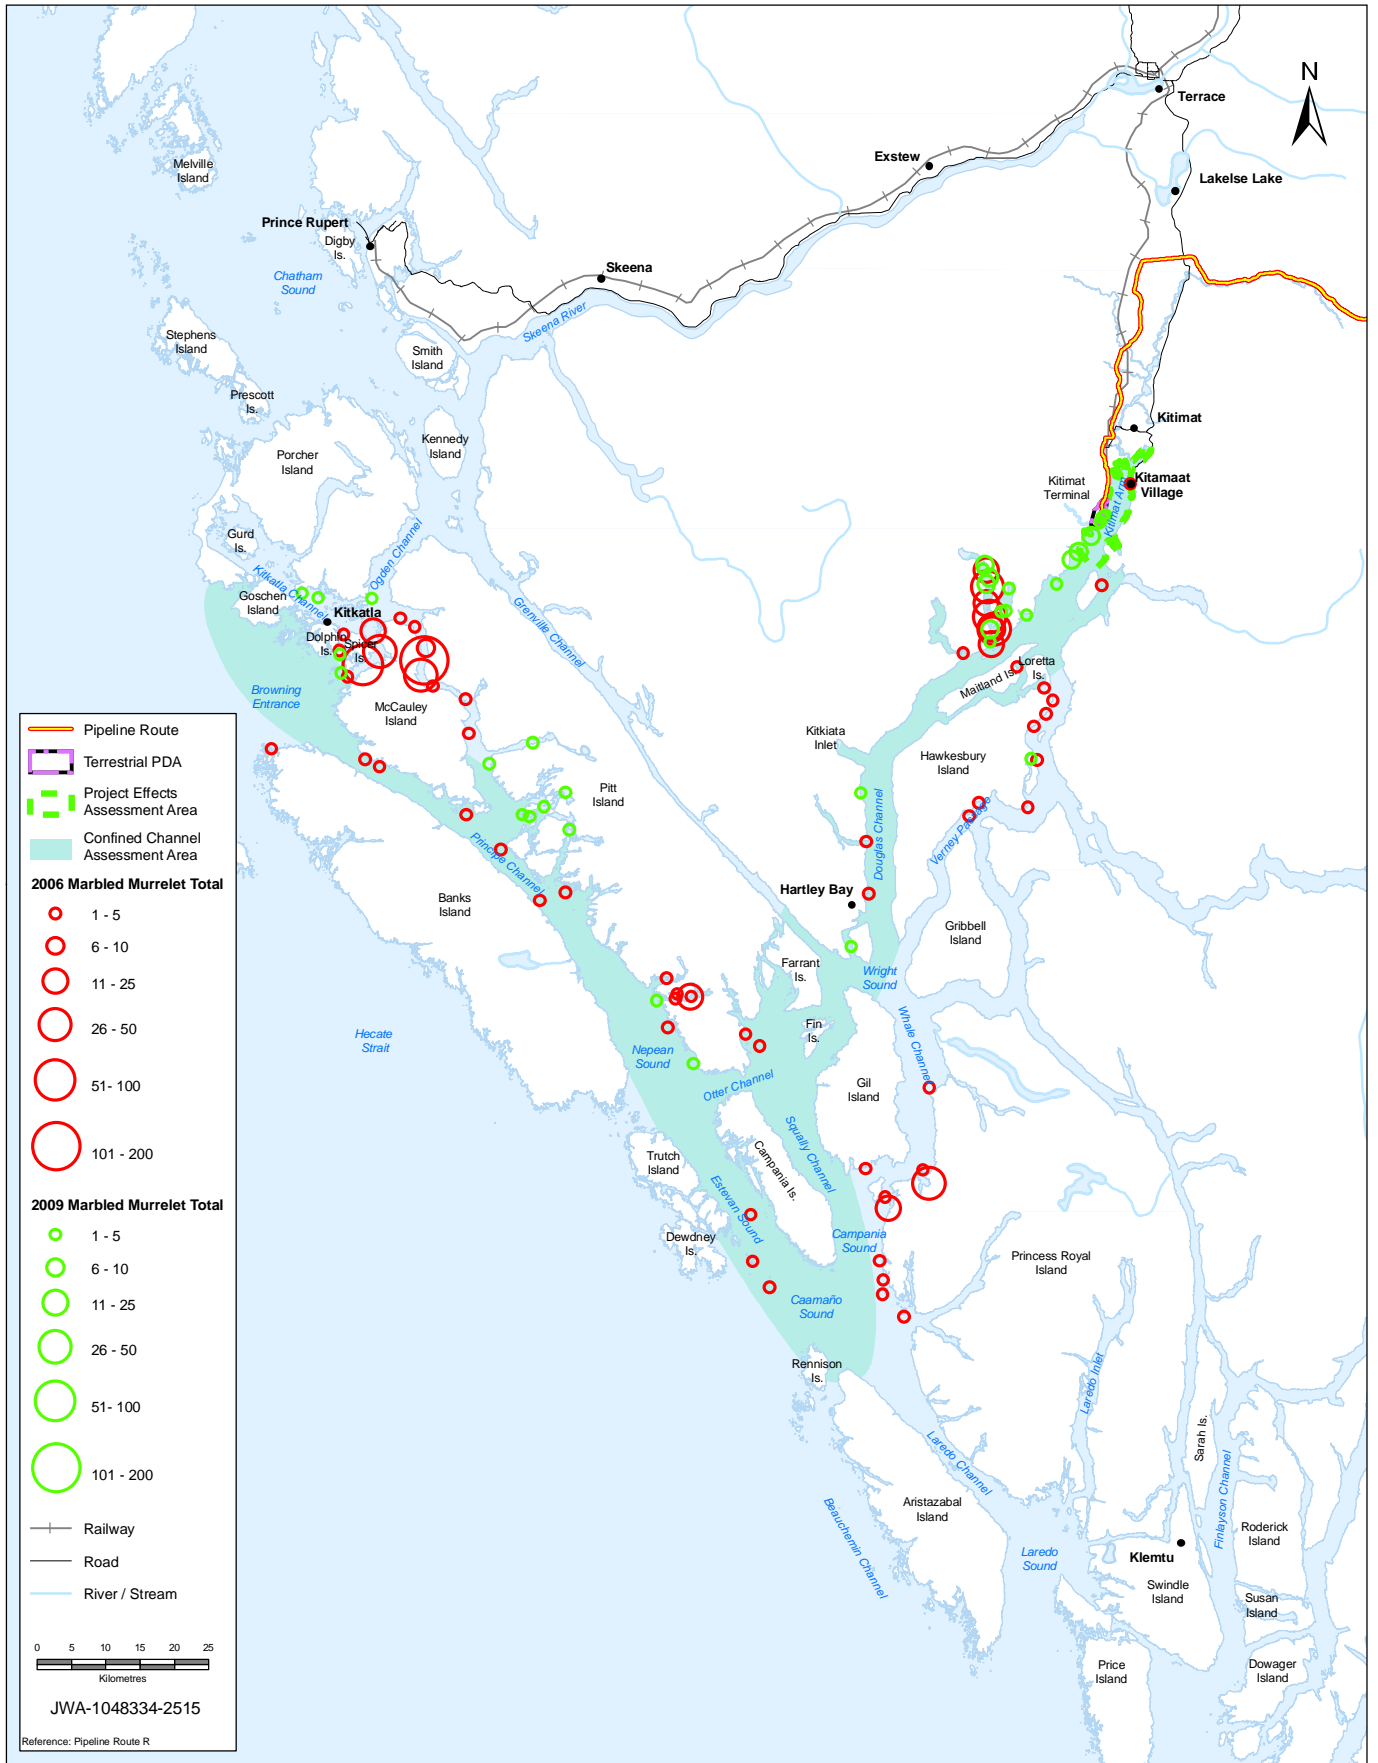 N
Terrace
Exstew
Lakelse Lake
Melville
Island
Prince Rupert
Digby
Is.
Chatham
Sound
Skeena
Skeena River
Stephens
Island
Smith
Island
Prescott
Is.
Kennedy
Island
Porcher
Island
Kitimat
Kitimat
Terminal
Kitamaat
Village
Kitimat Arm
Gurd
Is.
Ogden Channel
Kitkatla Channel
Goschen
Island
Kitkatla
Grenville Channel
Dolphin
Is.
Spicer
Is.
Browning
Entrance
McCauley
Island
Loretta
Is.
Maitland Is.
Kitkiata
Inlet
Hawkesbury
Island
Pitt
Island
Verney Passage
Douglas Channel
Principe Channel
Banks
Island
Hartley Bay
Gribbell
Island
Farrant
Is.
Wright
Sound
Whale Channel
Fin
Is.
Hecate
Strait
Nepean
Sound
Otter Channel
Gil
Island
Squally Channel
Campania Is.
Trutch
Island
Estevan Sound
Dewdney
Is.
Campania
Sound
Princess Royal
Island
Caamaño
Sound
Rennison
Is.
Laredo Inlet
Sarah Is.
Laredo Channel
Finlayson Channel
Aristazabal
Island
Beauchemin Channel
Laredo
Sound
Klemtu
Roderick
Island
Swindle
Island
Susan
Island
Price
Island
Dowager
Island
Pipeline Route
Terrestrial PDA
Project Effects
Assessment Area
Confined Channel
Assessment Area
2006 Marbled Murrelet Total
1 - 5
6 - 10
11 - 25
26 - 50
51- 100
101 - 200
2009 Marbled Murrelet Total
1 - 5
6 - 10
11 - 25
26 - 50
51- 100
101 - 200
Railway
Road
River / Stream
0 5 10 15 20 25
Kilometres
JWA-1048334-2515
Reference: Pipeline Route R